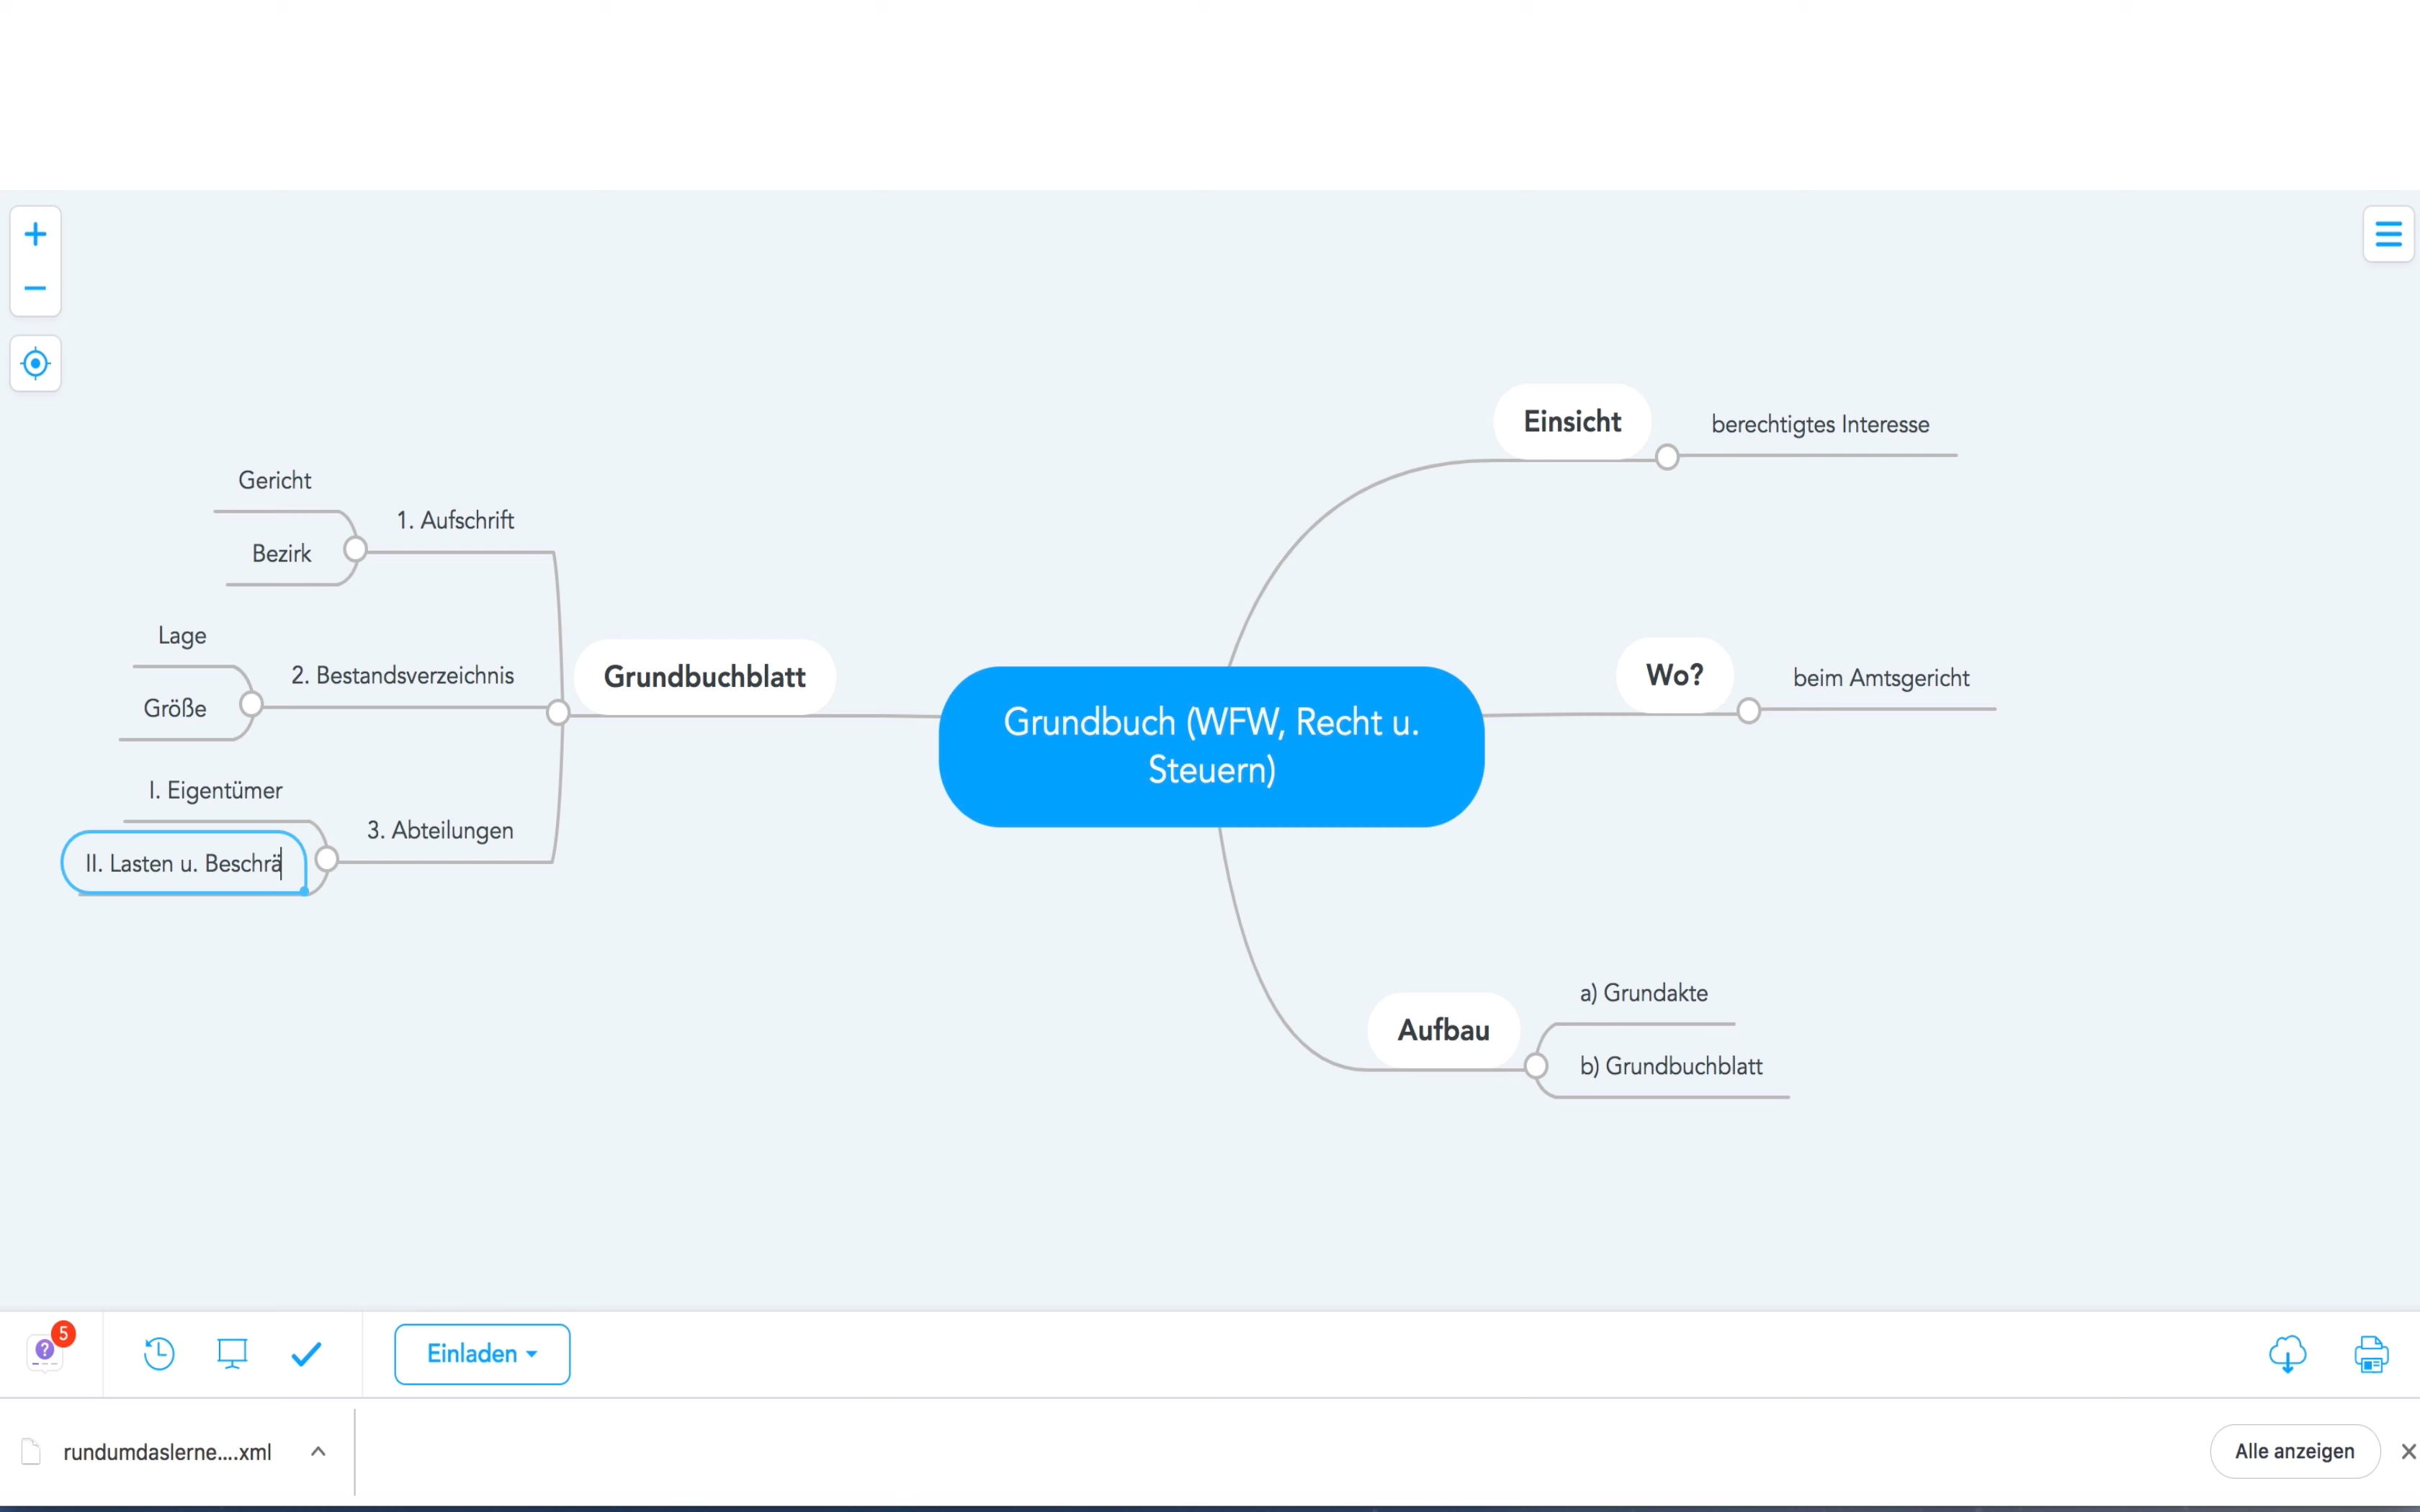 Einsicht
berechtigtes Interesse
Gericht
1. Aufschrift
Bezirk
Lage
2. Bestandsverzeichnis
Größe
Grundbuchblatt
Wo?
beim Amtsgericht
Grundbuch (WFW, Recht u.
Steuern)
I. Eigentümer
3. Abteilungen
II. Lasten u. Beschrä
Aufbau
a) Grundakte
b) Grundbuchblatt
5
?
Einladen
rundumdaslerne....xml
Alle anzeigen